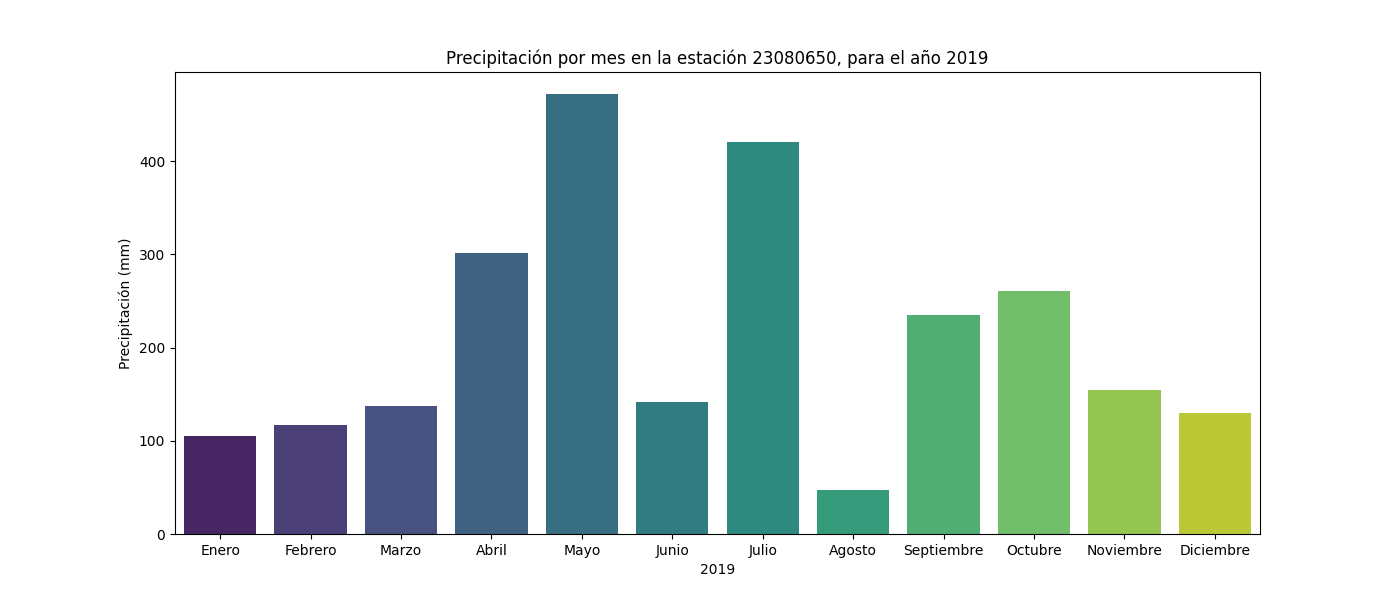 Precipitación por mes en la estación 23080650, para el año 2019
Precipitación (mm)
400
300
200
100
0
Enero Febrero Marzo Abril Mayo Junio Julio Agosto Septiembre Octubre Noviembre Diciembre
2019